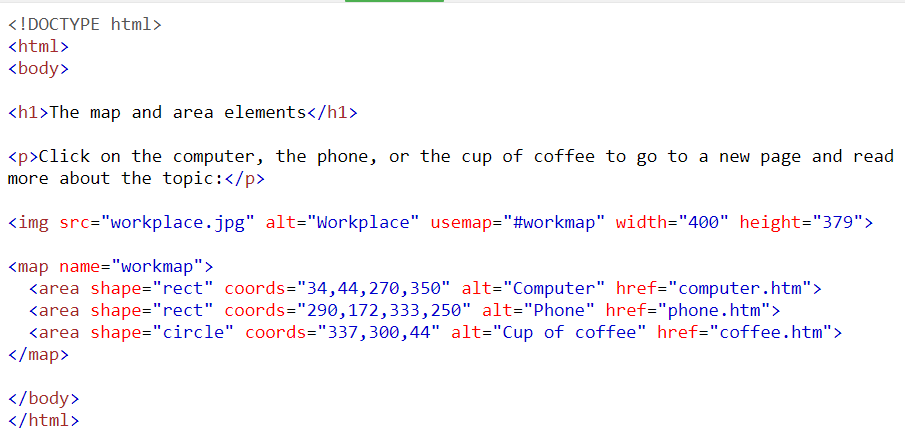 <!DOCTYPE html>
<html>
<body>
<h1>The map and area elements</h1>
<p>Click on the computer, the phone, or the cup of coffee to go to a new page and read
more about the topic:</p>
<img src="workplace.jpg" alt="Workplace" usemap="#workmap" width="400" height="379">
<map name="workmap">
  <area shape="rect" coords="34,44,270,350" alt="Computer" href="computer.htm">
  <area shape="rect" coords="290,172,333,250" alt="Phone" href="phone.htm">
  <area shape="circle" coords="337,300,44" alt="Cup of coffee" href="coffee.htm">
</map>
</body>
</html>